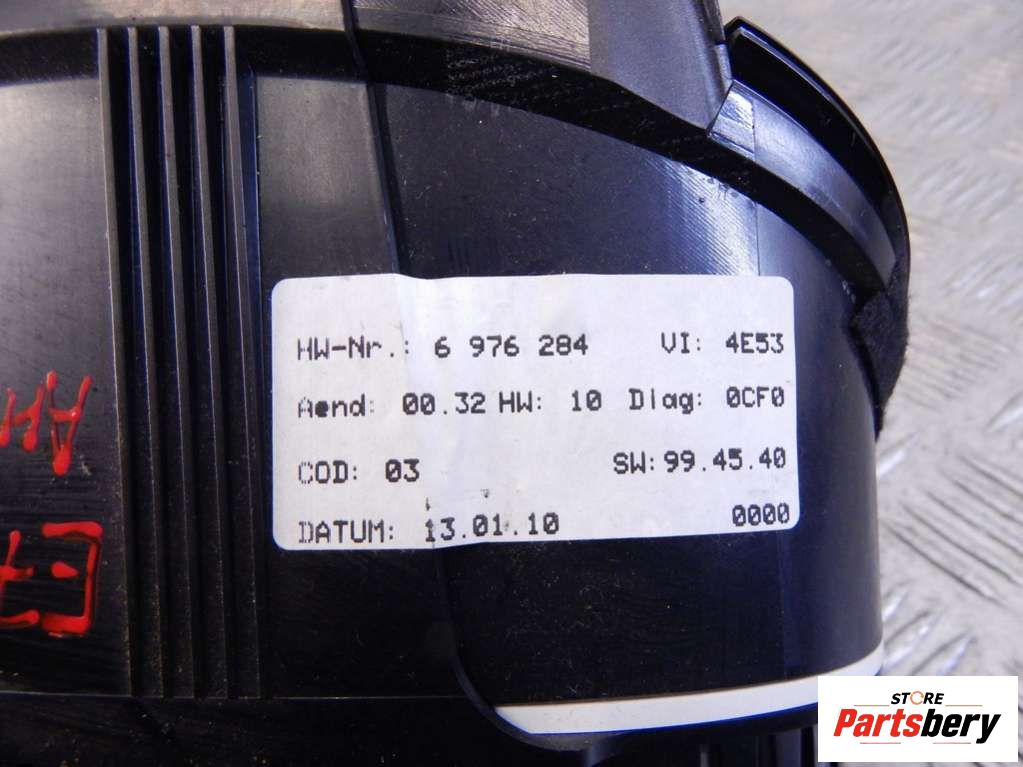 HW-Nr.: 6 976 284 VI: 4E53
Aend: 00.32 HW: 10 Diag: 0CF0
COD: 03 SW: 99.45.40
DATUM: 13.01.10 0000
STORE
Partsbery